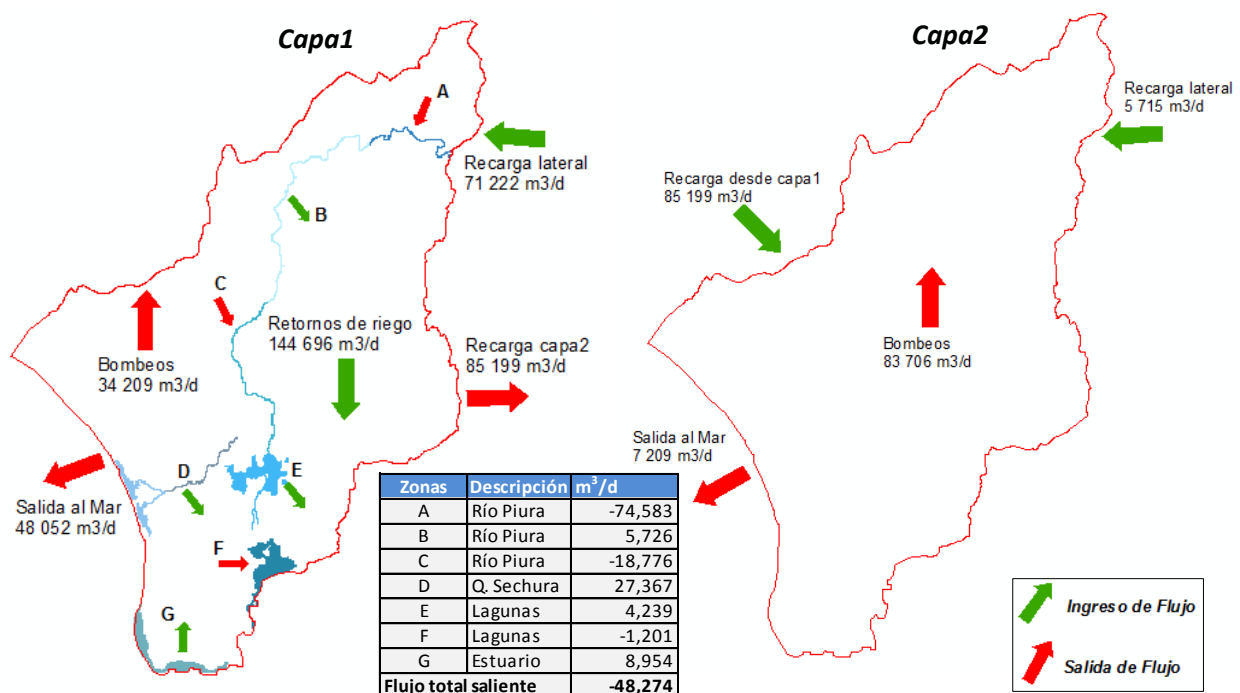 Capa1
A
Recarga lateral
71 222 m3/d
B
C
Retornos de riego
144 696 m3/d
Bombeos
34 209 m3/d
Recarga capa2
85 199 m3/d
D
E
Salida al Mar
48 052 m3/d
F
G
Zonas Descripción m³/d
A Río Piura -74,583
B Río Piura 5,726
C Río Piura -18,776
D Q. Sechura 27,367
E Lagunas 4,239
F Lagunas -1,201
G Estuario 8,954
Flujo total saliente -48,274
Capa2
Recarga lateral
5 715 m3/d
Recarga desde capa1
85 199 m3/d
Bombeos
83 706 m3/d
Salida al Mar
7 209 m3/d
Ingreso de Flujo
Salida de Flujo